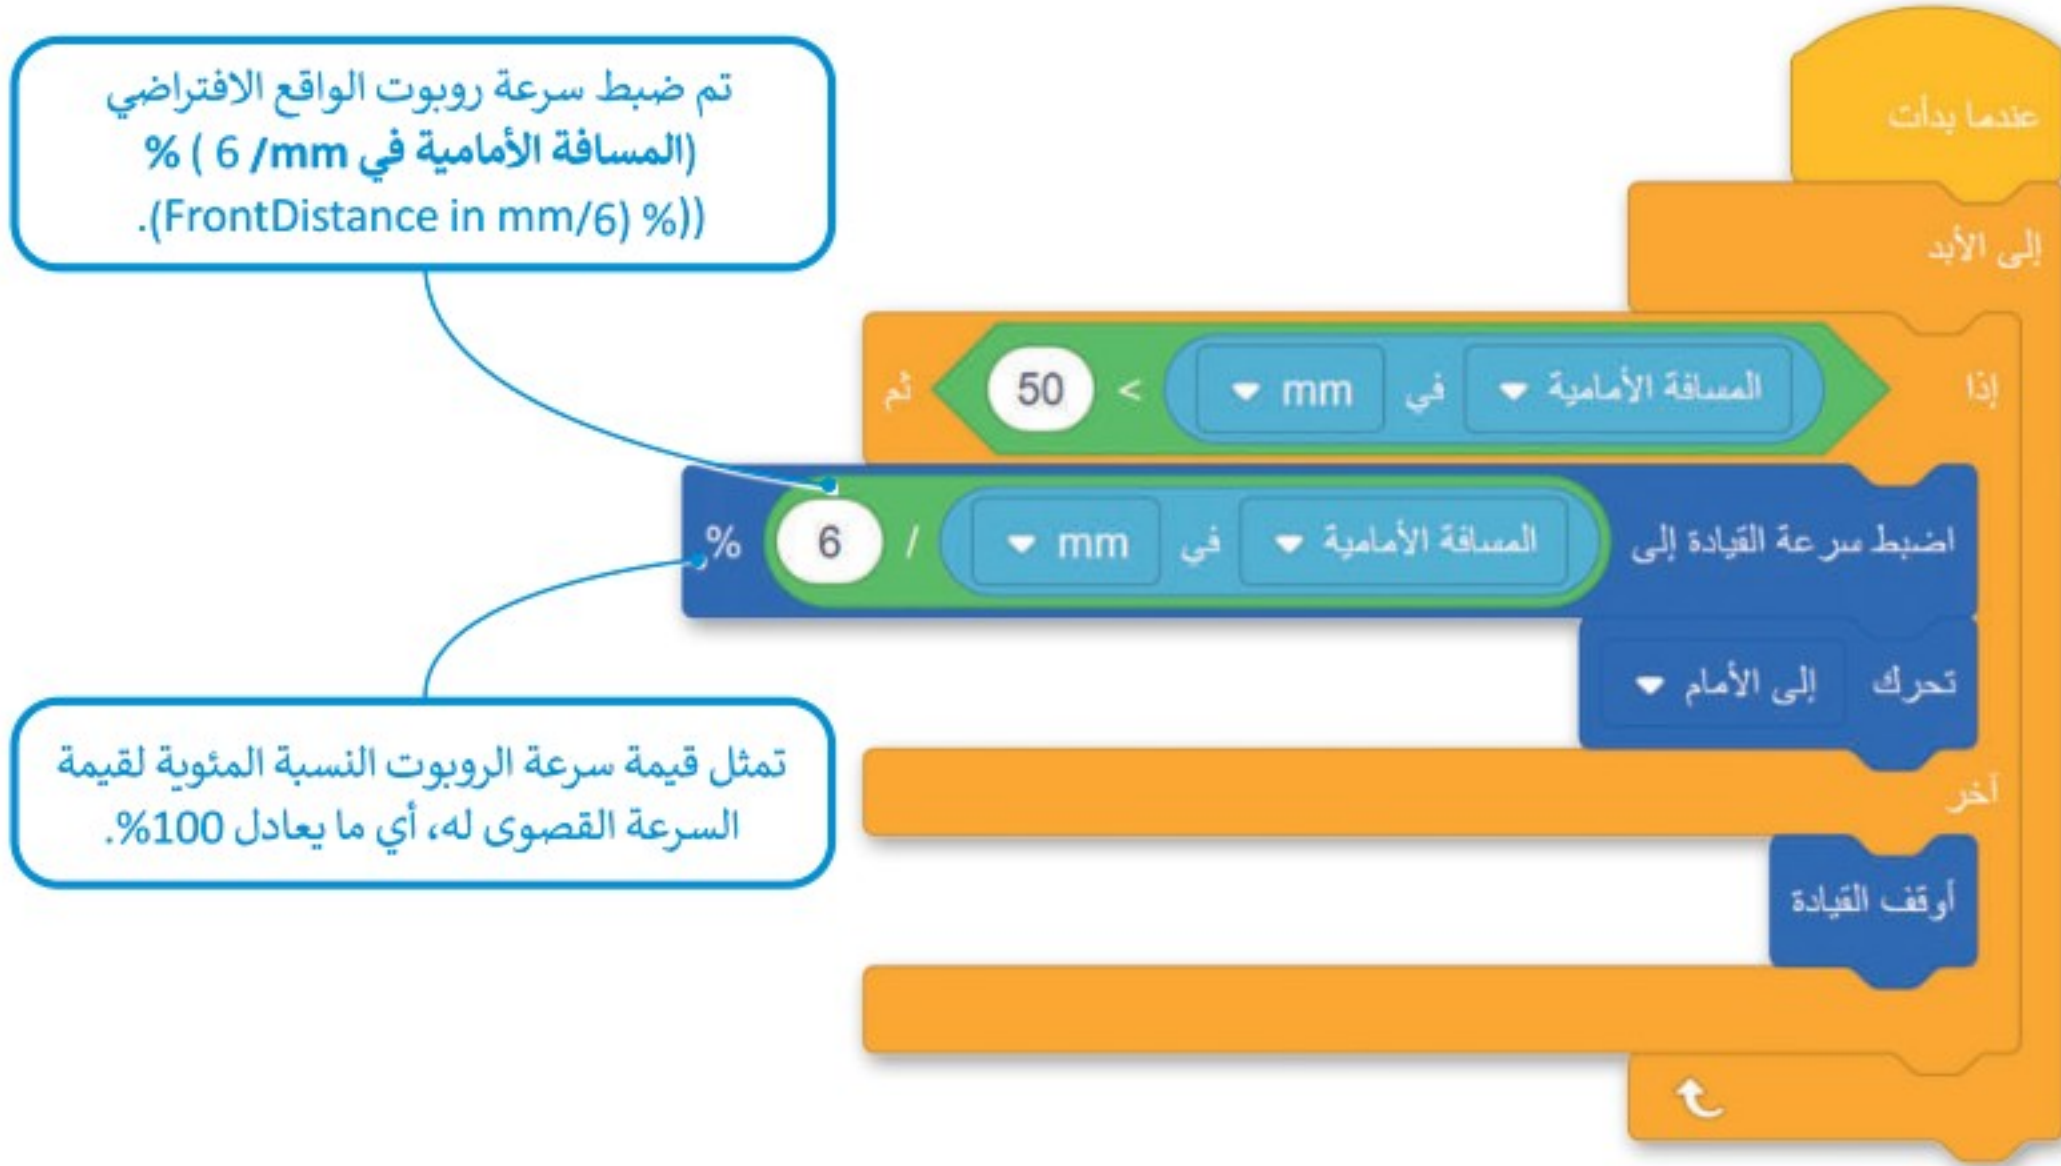 تم ضبط سرعة روبوت الواقع الافتراضي
(المسافة الأمامية في mm/ 6 ) %
((FrontDistance in mm/6) %).
عندما بدأت
إلى الأبد
إذا المسافة الأمامية في mm > 50 ثم
اضبط سرعة القيادة إلى المسافة الأمامية في mm / 6 %
تحرك إلى الأمام
آخر
أوقف القيادة
تمثل قيمة سرعة الروبوت النسبة المئوية لقيمة
السرعة القصوى له، أي ما يعادل 100%.